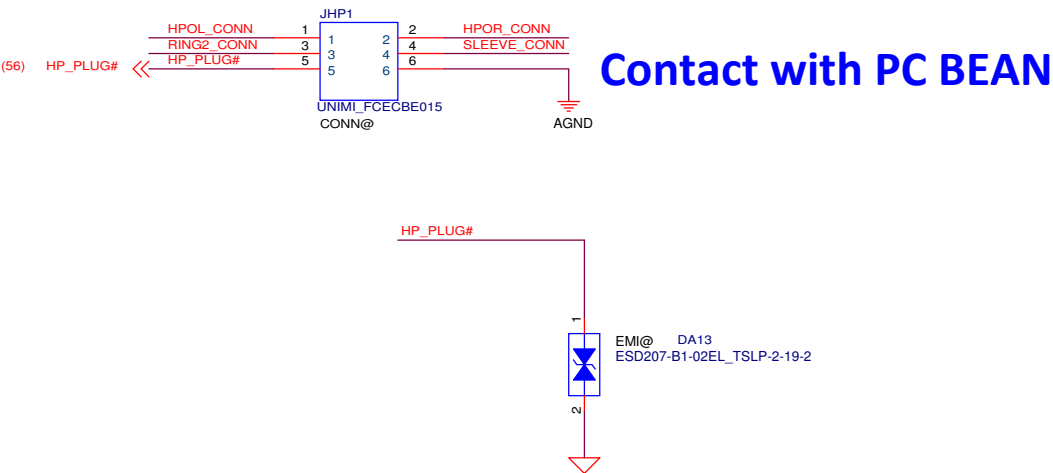 JHP1
HPOL_CONN 1 1 2 2 HPOR_CONN
RING2_CONN 3 3 4 4 SLEEVE_CONN
(56) HP_PLUG# HP_PLUG# 5 5 6 6
Contact with PC BEAN
UNIMI_FCECBE015
CONN@
AGND
HP_PLUG#
1
EMI@ DA13
ESD207-B1-02EL_TSLP-2-19-2
2